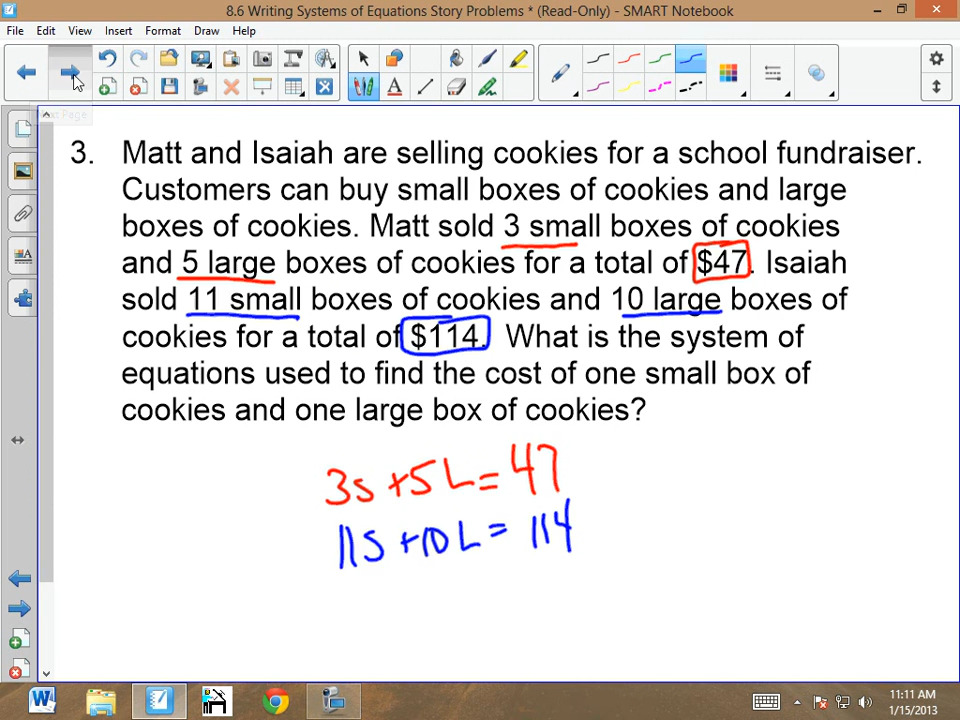 8.6 Writing Systems of Equations Story Problems * (Read-Only) - SMART Notebook
File Edit View Insert Format Draw Help
Next Page
3. Matt and Isaiah are selling cookies for a school fundraiser.
Customers can buy small boxes of cookies and large
boxes of cookies. Matt sold 3 small boxes of cookies
and 5 large boxes of cookies for a total of $47. Isaiah
sold 11 small boxes of cookies and 10 large boxes of
cookies for a total of $114. What is the system of
equations used to find the cost of one small box of
cookies and one large box of cookies?
3s + 5L = 47
11s + 10L = 114
11:11 AM
1/15/2013